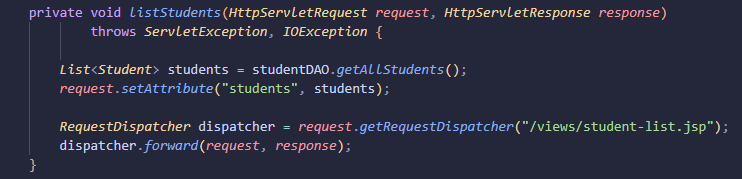 private void listStudents(HttpServletRequest request, HttpServletResponse response)
        throws ServletException, IOException {

    List<Student> students = studentDAO.getAllStudents();
    request.setAttribute("students", students);

    RequestDispatcher dispatcher = request.getRequestDispatcher("/views/student-list.jsp");
    dispatcher.forward(request, response);
}